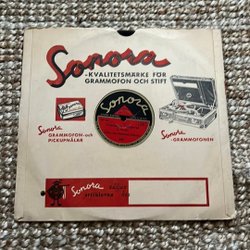 Sonora
-KVALITETSMÄRKE FÖR
GRAMMOFON OCH STIFT
Sonora
Sonora
GRAMMOFON-och
PICKUPNÅLAR
Sonora
-GRAMMOFONEN
Sonora